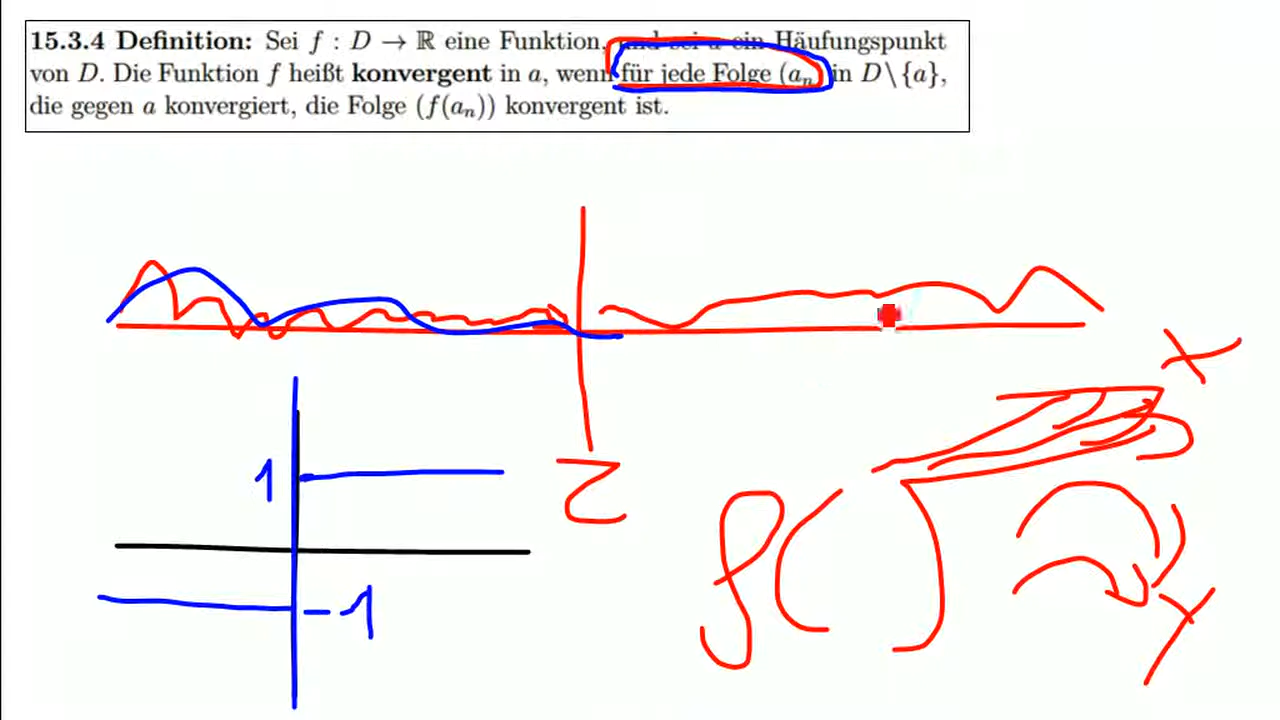 15.3.4 Definition: Sei f : D → ℝ eine Funktion, und sei a ein Häufungspunkt
von D. Die Funktion f heißt konvergent in a, wenn für jede Folge (aₙ in D\{a},
die gegen a konvergiert, die Folge (f(aₙ)) konvergent ist.
x
1
z
f( )
-1
y